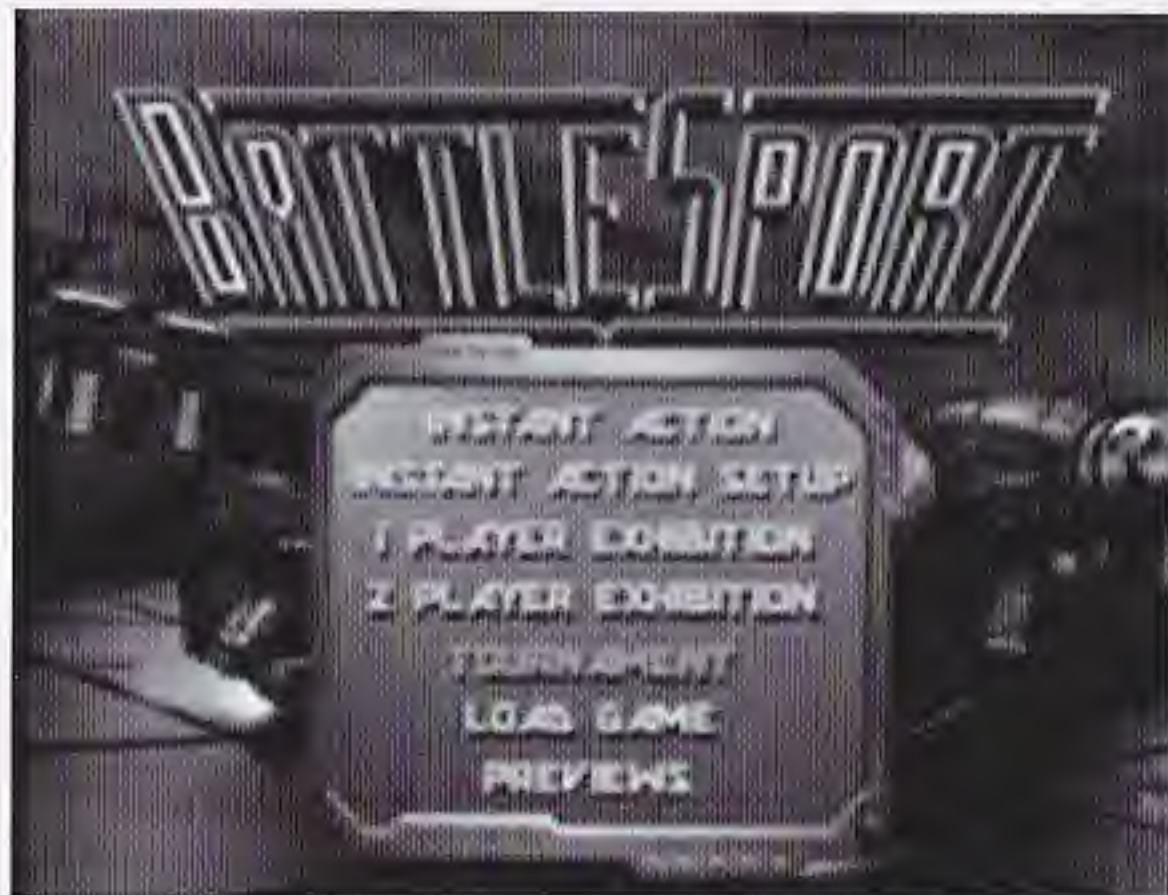 BATTLESPORT
INSTANT ACTION
INSTANT ACTION SETUP
1 PLAYER EXHIBITION
2 PLAYER EXHIBITION
TOURNAMENT
LOAD GAME
PREVIEWS